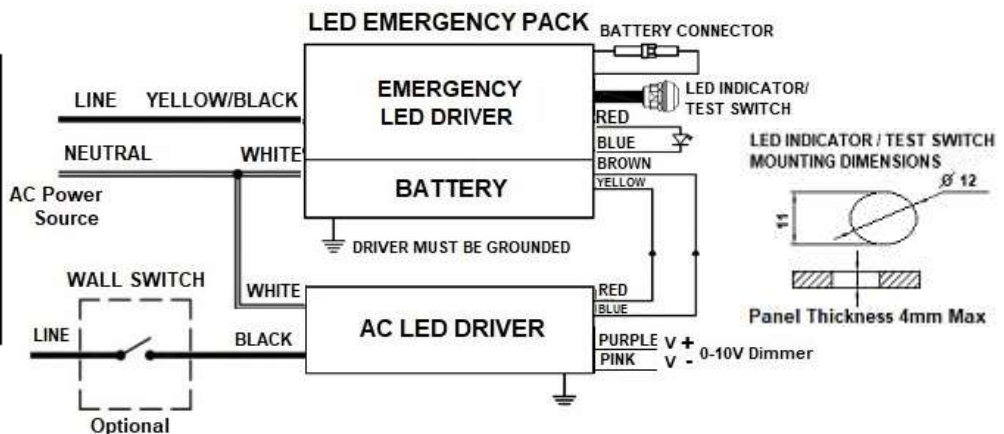 LED EMERGENCY PACK
BATTERY CONNECTOR
EMERGENCY
LED DRIVER
LED INDICATOR/
TEST SWITCH
LINE YELLOW/BLACK
RED
BLUE
NEUTRAL WHITE
BROWN
YELLOW
BATTERY
AC Power
Source
DRIVER MUST BE GROUNDED
LED INDICATOR / TEST SWITCH
MOUNTING DIMENSIONS
Ø 12
11
Panel Thickness 4mm Max
WALL SWITCH
WHITE
RED
BLUE
AC LED DRIVER
LINE
BLACK
PURPLE V +
PINK V -
0-10V Dimmer
Optional